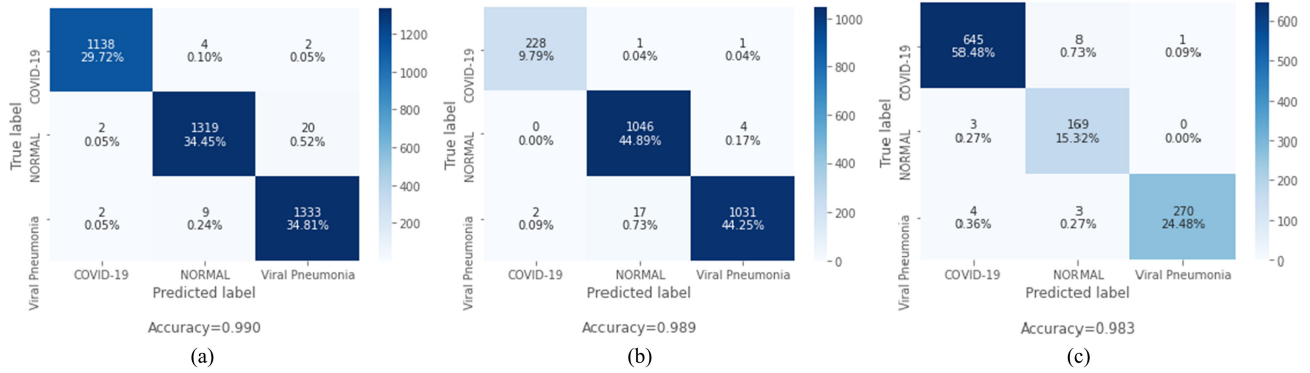 1138 4 2
29.72% 0.10% 0.05%
2 1319 20
0.05% 34.45% 0.52%
2 9 1333
0.05% 0.24% 34.81%
COVID-19
NORMAL
Viral Pneumonia
True label
COVID-19 NORMAL Viral Pneumonia
Predicted label
1200
1000
800
600
400
200
Accuracy=0.990
(a)
228 1 1
9.79% 0.04% 0.04%
0 1046 4
0.00% 44.89% 0.17%
2 17 1031
0.09% 0.73% 44.25%
COVID-19
NORMAL
Viral Pneumonia
True label
COVID-19 NORMAL Viral Pneumonia
Predicted label
1000
800
600
400
200
0
Accuracy=0.989
(b)
645 8 1
58.48% 0.73% 0.09%
3 169 0
0.27% 15.32% 0.00%
4 3 270
0.36% 0.27% 24.48%
COVID-19
NORMAL
Viral Pneumonia
True label
COVID-19 NORMAL Viral Pneumonia
Predicted label
600
500
400
300
200
100
0
Accuracy=0.983
(c)